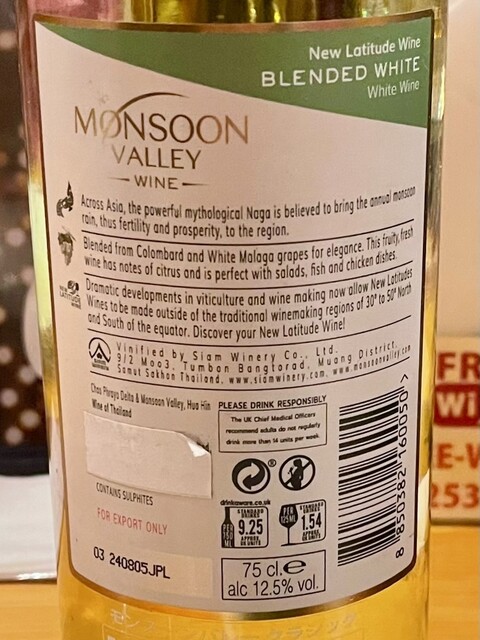 New Latitude Wine
BLENDED WHITE
White Wine
MONSOON
VALLEY
WINE
Across Asia, the powerful mythological Naga is believed to bring the annual monsoon
rain, thus fertility and prosperity, to the region.
Blended from Colombard and White Malaga grapes for elegance. This fruity, fresh
wine has notes of citrus and is perfect with salads, fish and chicken dishes.
Dramatic developments in viticulture and wine making now allow New Latitudes
Wines to be made outside of the traditional winemaking regions of 30° to 50° North
and South of the equator. Discover your New Latitude Wine!
Vinified by Siam Winery Co., Ltd.
9/2 Moo3, Tumbon Bangtorad, Muang District,
Samut Sakhon Thailand, www.siamwinery.com, www.monsoonvalley.com
Chao Phraya Delta & Monsoon Valley, Hua Hin
Wine of Thailand
PLEASE DRINK RESPONSIBLY
The UK Chief Medical Officers
recommend adults do not regularly
drink more than 14 units per week.
drinkaware.co.uk
PER
750
ml
9.25
PER
125ml
1.54
CONTAINS SULPHITES
FOR EXPORT ONLY
75 cl.e
alc 12.5% vol.
03 240805JPL
8 850382 160050 >
FR
Wi
E-V
253